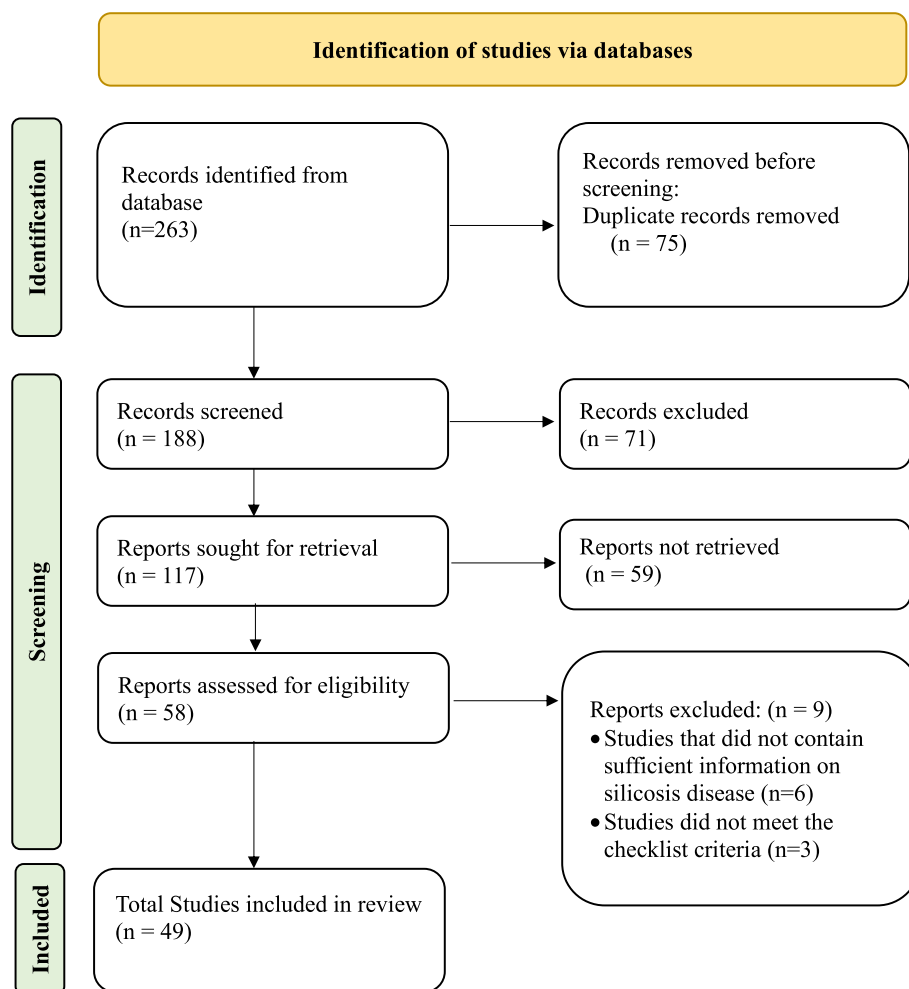 Identification of studies via databases
Identification
Records identified from
database
(n=263)
Records removed before
screening:
Duplicate records removed
(n = 75)
Screening
Records screened
(n = 188)
Records excluded
(n = 71)
Reports sought for retrieval
(n = 117)
Reports not retrieved
(n = 59)
Reports assessed for eligibility
(n = 58)
Reports excluded: (n = 9)
•Studies that did not contain
sufficient information on
silicosis disease (n=6)
•Studies did not meet the
checklist criteria (n=3)
Included
Total Studies included in review
(n = 49)